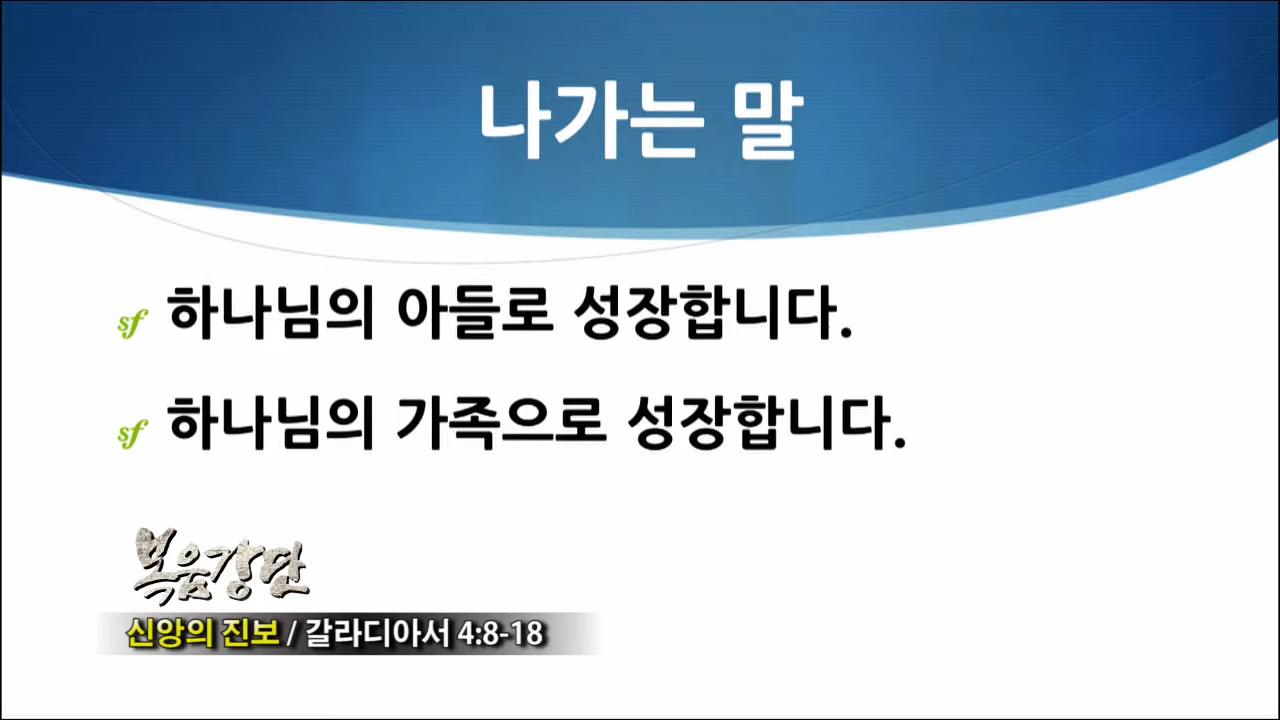 나가는 말
하나님의 아들로 성장합니다.
하나님의 가족으로 성장합니다.
복음강단
신앙의 진보 / 갈라디아서 4:8-18